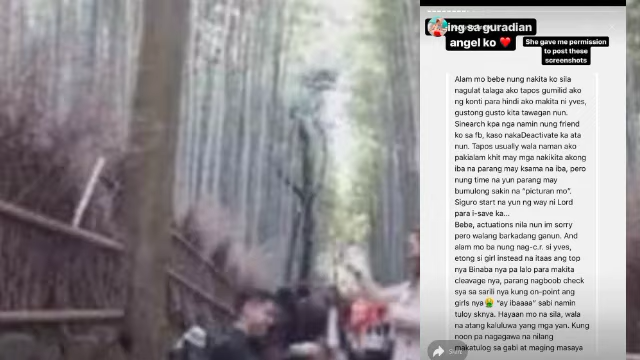 ing sa guradian
angel ko ❤️
She gave me permission
to post these
screenshots
Alam mo bebe nung nakita ko sila
nagulat talaga ako tapos gumilid ako
ng konti para hindi ako makita ni yves,
gustong gusto kita tawagan nun.
Sinearch kpa nga namin nung friend
ko sa fb, kaso nakaDeactivate ka ata
nun. Tapos usually wala naman ako
pakialam khit may mga nakikita akong
iba na parang may ksama na iba, pero
nung time na yun parang may
bumulong sakin na "picturan mo".
Siguro start na yun ng way ni Lord
para i-save ka...
Bebe, actuations nila nun im sorry
pero walang barkadang ganun. And
alam mo ba nung nag-c.r. si yves,
etong si girl instead na itaas ang top
nya Binaba nya pa lalo para makita
cleavage nya, parang nagboob check
sya sa sarili nya kung on-point ang
girls nya🤮 "ay ibaaaa" sabi namin
tuloy sknya. Hayaan mo na sila, wala
na atang kaluluwa ang mga yan. Kung
noon pa nagagawa na nilang
makatulog sa gabi at maging masaya